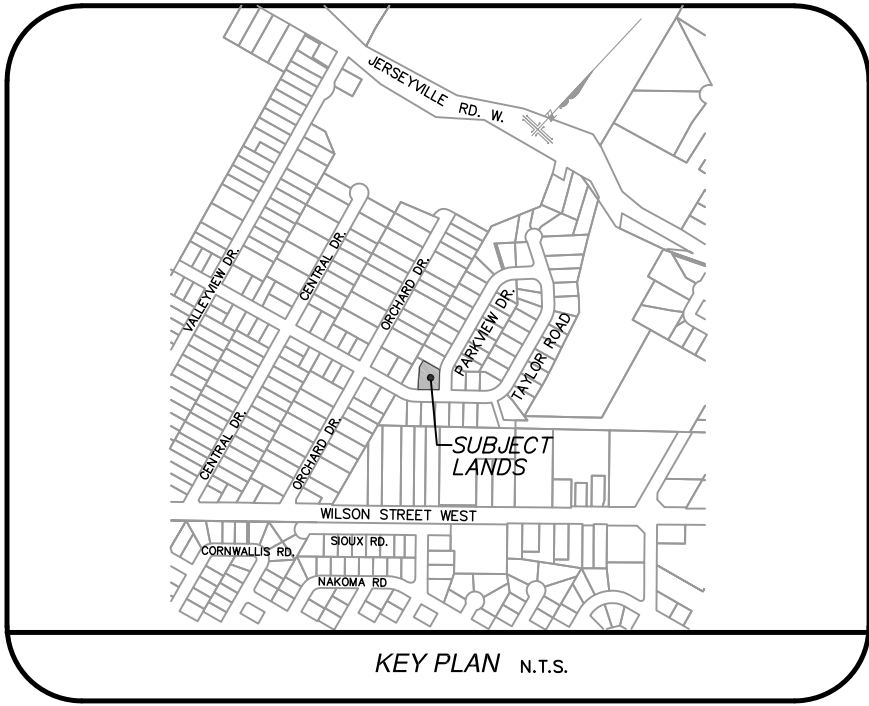 JERSEYVILLE RD. W.
VALLEYVIEW DR.
CENTRAL DR.
ORCHARD DR.
PARKVIEW DR.
TAYLOR ROAD
CENTRAL DR.
ORCHARD DR.
SUBJECT
LANDS
WILSON STREET WEST
CORNWALLIS RD.
SIOUX RD.
NAKOMA RD
KEY PLAN N.T.S.